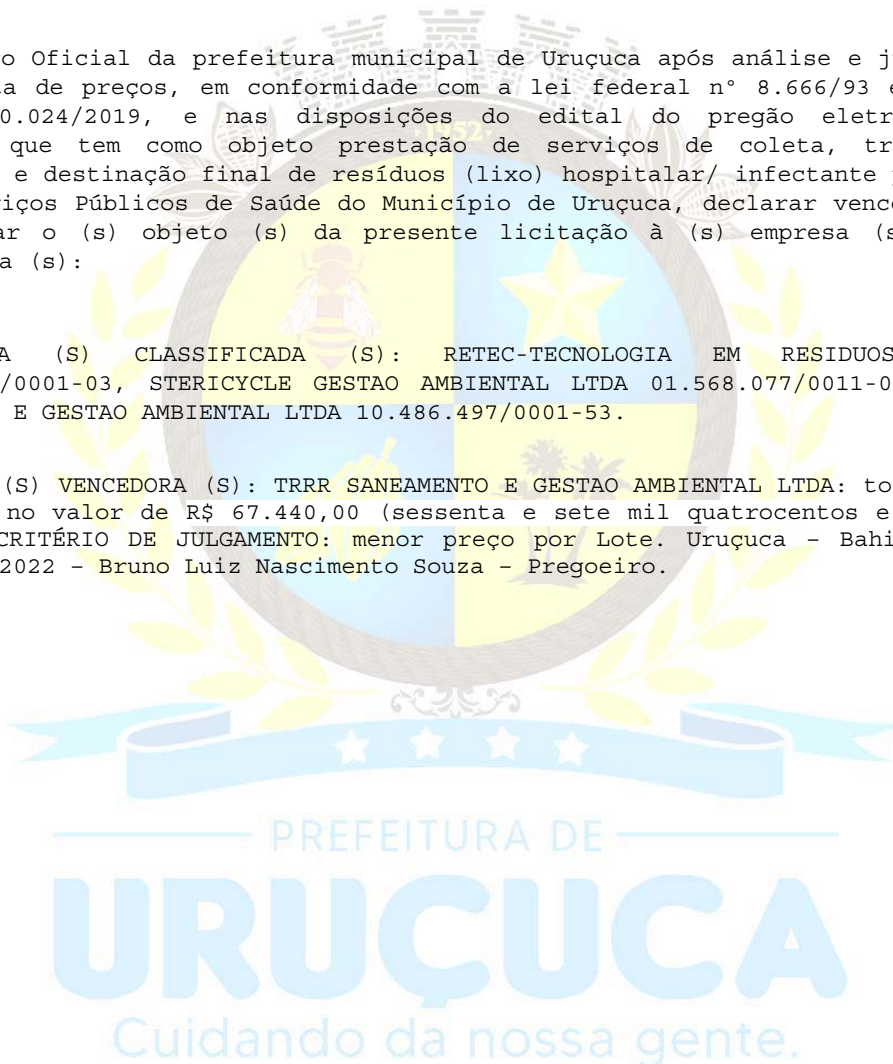 o Oficial da prefeitura municipal de Uruçuca após análise e j
a de preços, em conformidade com a lei federal n° 8.666/93 e
0.024/2019, e nas disposições do edital do pregão eletr
que tem como objeto prestação de serviços de coleta, tr
e destinação final de resíduos (lixo) hospitalar/ infectante
iços Públicos de Saúde do Município de Uruçuca, declarar vence
ar o (s) objeto (s) da presente licitação à (s) empresa (s
a (s):
A (S) CLASSIFICADA (S): RETEC-TECNOLOGIA EM RESIDUOS
/0001-03, STERICYCLE GESTAO AMBIENTAL LTDA 01.568.077/0011-0
E GESTAO AMBIENTAL LTDA 10.486.497/0001-53.
(S) VENCEDORA (S): TRRR SANEAMENTO E GESTAO AMBIENTAL LTDA: to
no valor de R$ 67.440,00 (sessenta e sete mil quatrocentos e
CRITÉRIO DE JULGAMENTO: menor preço por Lote. Uruçuca – Bahi
2022 – Bruno Luiz Nascimento Souza – Pregoeiro.
1952
PREFEITURA DE
URUÇUCA
Cuidando da nossa gente.